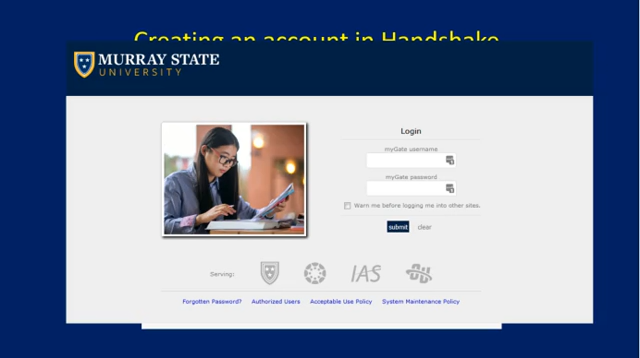 Creating an account in Handshake
MURRAY STATE
UNIVERSITY
Login
myGate username
myGate password
Warn me before logging me into other sites.
submit clear
Serving:
IAS
Forgotten Password? Authorized Users Acceptable Use Policy System Maintenance Policy